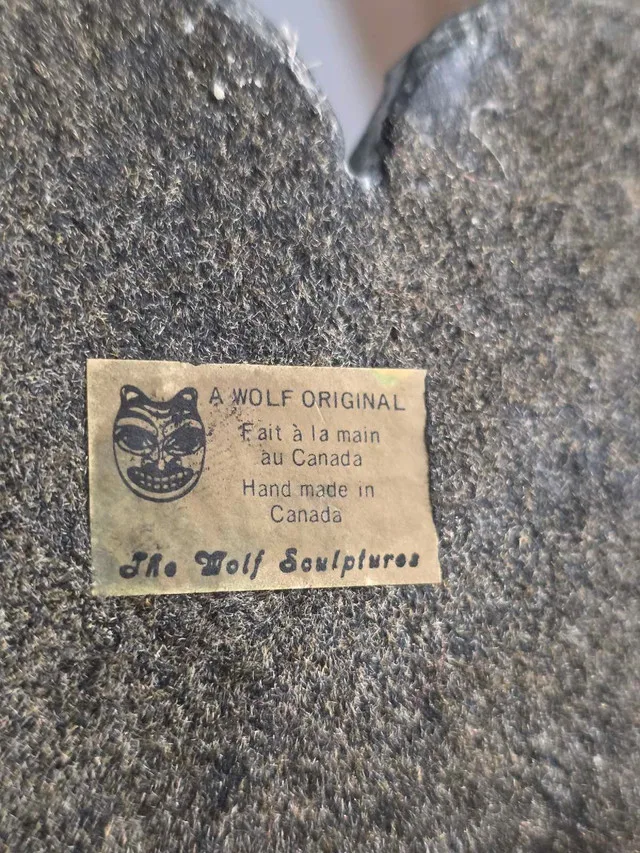 A WOLF ORIGINAL
Fait à la main
au Canada
Hand made in
Canada
The Wolf Sculptures